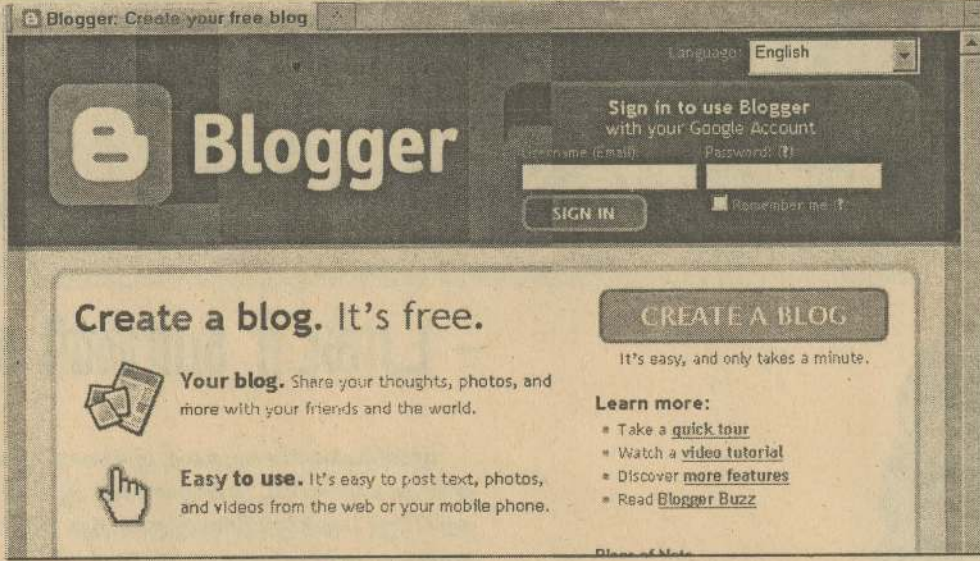 Blogger: Create your free blog
Language: English
Blogger
Sign in to use Blogger
with your Google Account
Username (Email): Password: (?)
Remember me (?)
SIGN IN
Create a blog. It's free.
Your blog. Share your thoughts, photos, and
more with your friends and the world.
Easy to use. It's easy to post text, photos,
and videos from the web or your mobile phone.
CREATE A BLOG
It's easy, and only takes a minute.
Learn more:
Take a quick tour
Watch a video tutorial
Discover more features
Read Blogger Buzz
Blogs of Note